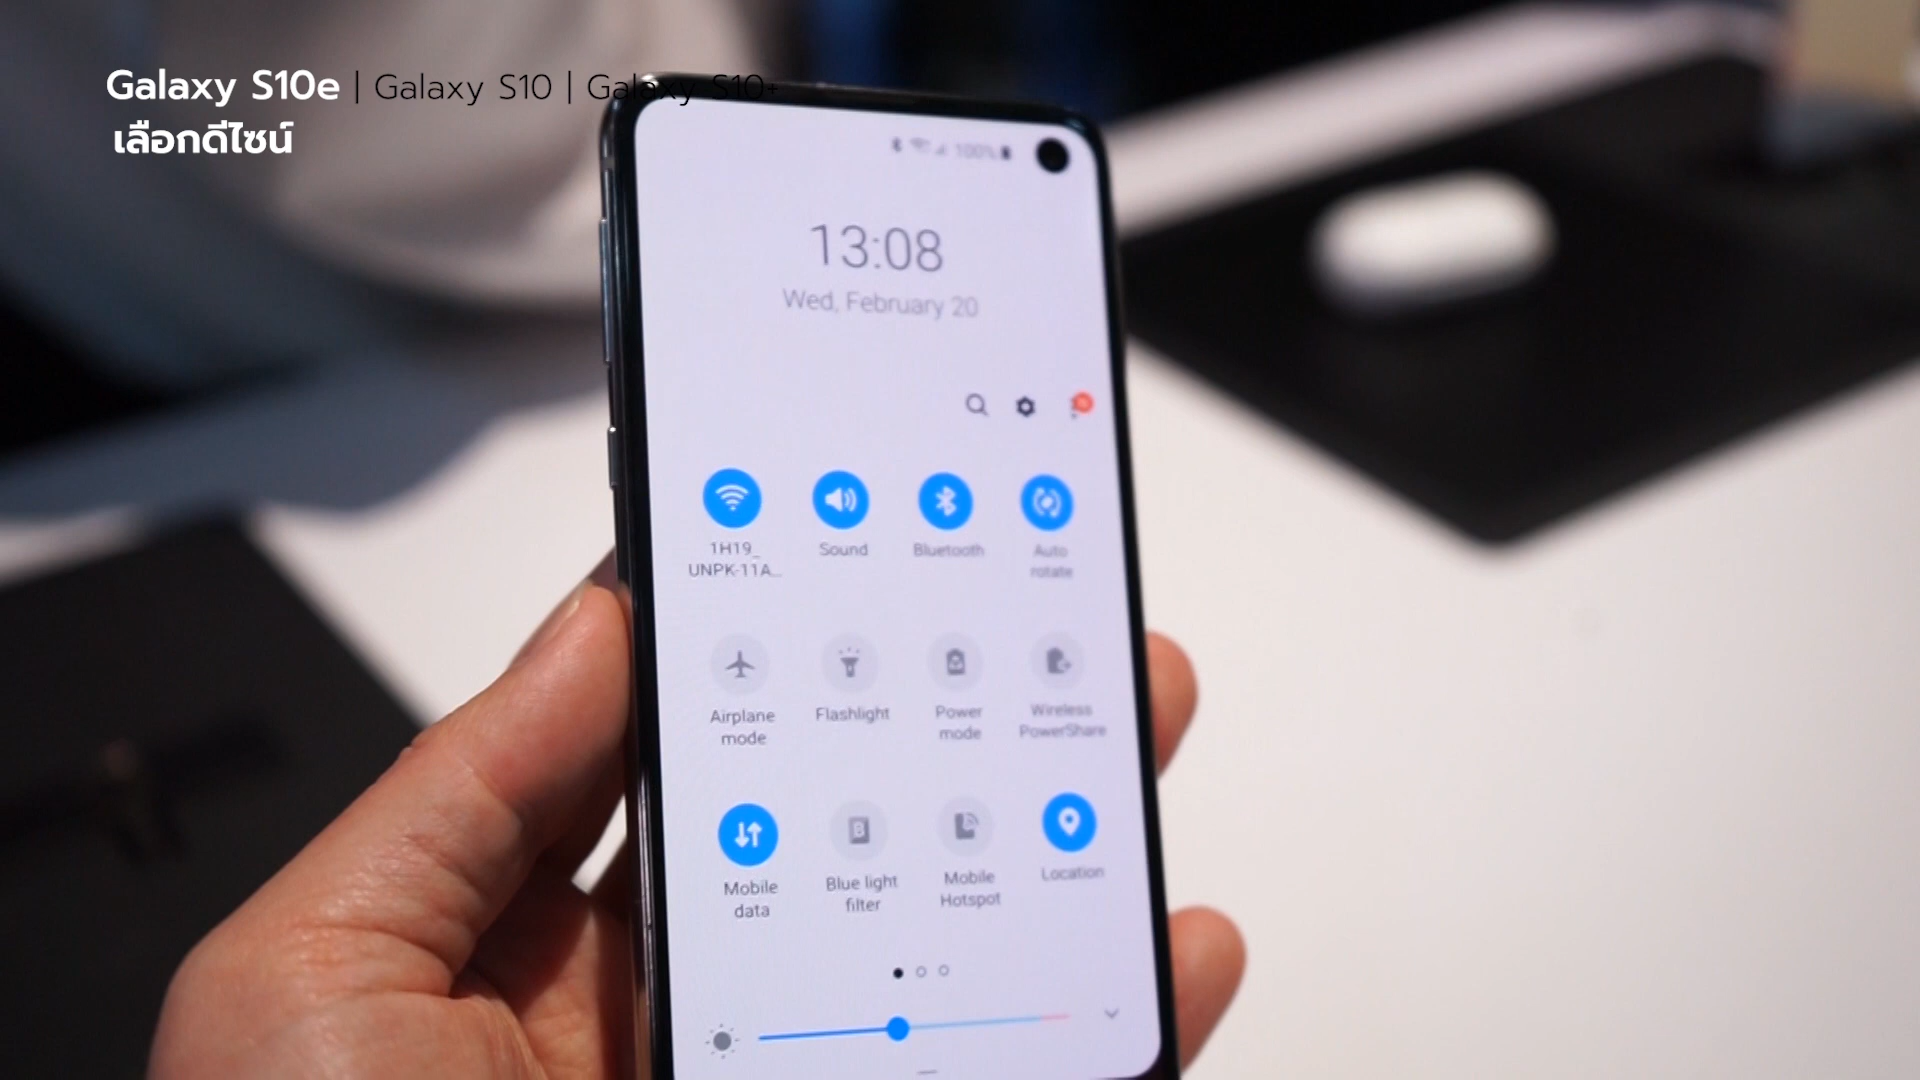 Galaxy S10e | Galaxy S10 | Galaxy S10+
เลือกดีไซน์
100%
13:08
Wed, February 20
1H19_
UNPK-11A...
Sound
Bluetooth
Auto
rotate
Airplane
mode
Flashlight
Power
mode
Wireless
PowerShare
Mobile
data
Blue light
filter
Mobile
Hotspot
Location